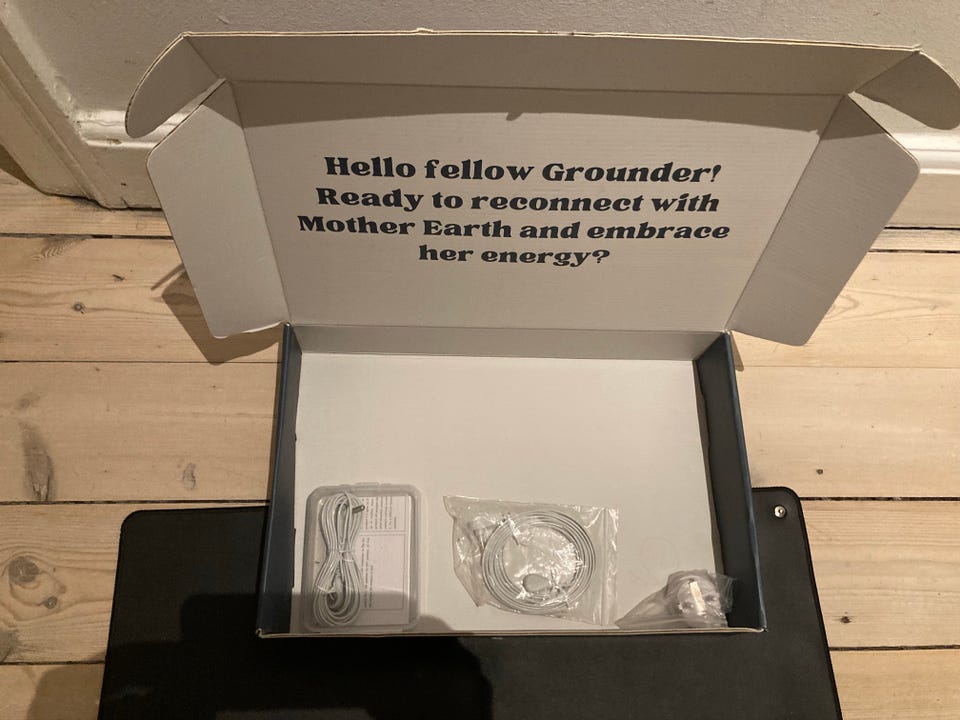 Hello fellow Grounder!
Ready to reconnect with
Mother Earth and embrace
her energy?